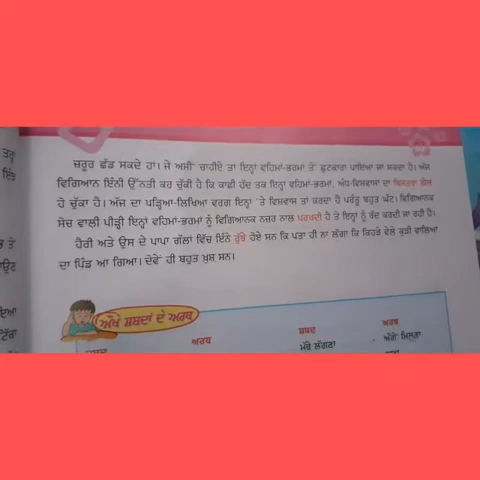 ਤਰ੍ਹਾਂ
ਇੱਤ
ਜ਼ਰੂਰ ਛੱਡ ਸਕਦੇ ਹਾਂ। ਜੇ ਅਸੀਂ ਚਾਹੀਏ ਤਾਂ ਇਨ੍ਹਾਂ ਵਹਿਮਾਂ-ਭਰਮਾਂ ਤੋਂ ਛੁਟਕਾਰਾ ਪਾਇਆ ਜਾ ਸਕਦਾ ਹੈ। ਅੱਜ
ਵਿਗਿਆਨ ਇੰਨੀ ਉੱਨਤੀ ਕਰ ਚੁੱਕੀ ਹੈ ਕਿ ਕਾਫ਼ੀ ਹੱਦ ਤਕ ਇਨ੍ਹਾਂ ਵਹਿਮਾਂ-ਭਰਮਾਂ, ਅੰਧ-ਵਿਸ਼ਵਾਸਾਂ ਦਾ ਬਿਸਤਰਾ ਗੋਲ
ਹੋ ਚੁੱਕਾ ਹੈ। ਅੱਜ ਦਾ ਪੜ੍ਹਿਆ-ਲਿਖਿਆ ਵਰਗ ਇਨ੍ਹਾਂ 'ਤੇ ਵਿਸ਼ਵਾਸ ਤਾਂ ਕਰਦਾ ਹੈ ਪਰੰਤੂ ਬਹੁਤ ਘੱਟ। ਵਿਗਿਆਨਕ
ਸੋਚ ਵਾਲੀ ਪੀੜ੍ਹੀ ਇਨ੍ਹਾਂ ਵਹਿਮਾਂ-ਭਰਮਾਂ ਨੂੰ ਵਿਗਿਆਨਕ ਨਜ਼ਰ ਨਾਲ ਪਰਖਦੀ ਹੈ ਤੇ ਇਨ੍ਹਾਂ ਨੂੰ ਰੱਦ ਕਰਦੀ ਜਾ ਰਹੀ ਹੈ।
ਹੈਰੀ ਅਤੇ ਉਸ ਦੇ ਪਾਪਾ ਗੱਲਾਂ ਵਿੱਚ ਇੰਨੇ ਰੁੱਝੇ ਹੋਏ ਸਨ ਕਿ ਪਤਾ ਹੀ ਨਾ ਲੱਗਾ ਕਿ ਕਿਹੜੇ ਵੇਲੇ ਕੁੜੀ ਵਾਲਿਆਂ
ਦਾ ਪਿੰਡ ਆ ਗਿਆ। ਦੋਵੇਂ ਹੀ ਬਹੁਤ ਖ਼ੁਸ਼ ਸਨ।
ਔਖੇ ਸ਼ਬਦਾਂ ਦੇ ਅਰਥ
ਅਰਥ ਸ਼ਬਦ ਅਰਥ
ਮੱਥੇ ਲੱਗਣਾ ਅੱਗੋਂ ਮਿਲਣਾ